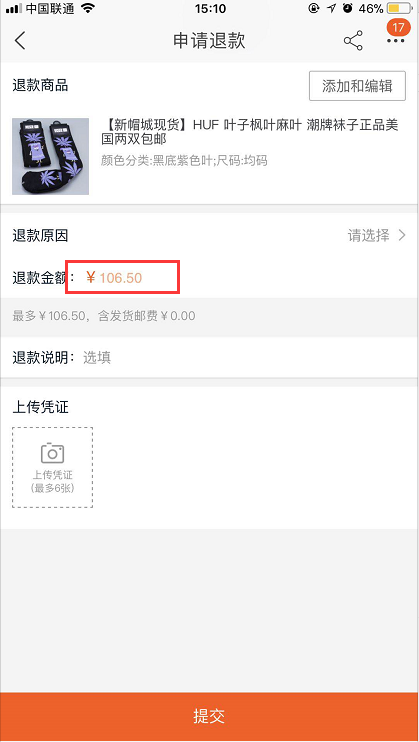 中国联通 15:10 46%
申请退款 17
退款商品 添加和编辑
【新帽城现货】HUF 叶子枫叶麻叶 潮牌袜子正品美
国两双包邮
颜色分类:黑底紫色叶;尺码:均码
退款原因 请选择
退款金额: ￥106.50
最多￥106.50，含发货邮费￥0.00
退款说明: 选填
上传凭证
上传凭证
(最多6张)
提交